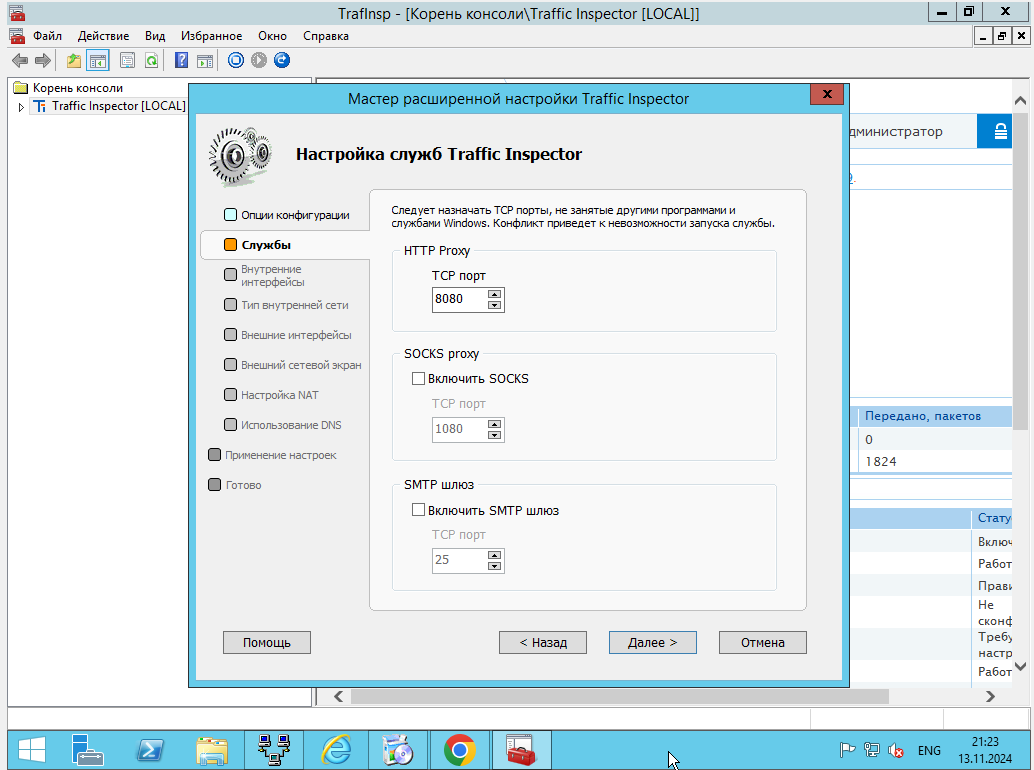 TrafInsp - [Корень консоли\Traffic Inspector [LOCAL]]
Файл Действие Вид Избранное Окно Справка
Корень консоли
Traffic Inspector [LOCAL]
Мастер расширенной настройки Traffic Inspector
x
Настройка служб Traffic Inspector
Опции конфигурации
Службы
Внутренние
интерфейсы
Тип внутренней сети
Внешние интерфейсы
Внешний сетевой экран
Настройка NAT
Использование DNS
Применение настроек
Готово
Следует назначать TCP порты, не занятые другими программами и
службами Windows. Конфликт приведет к невозможности запуска службы.
HTTP Proxy
TCP порт
8080
SOCKS proxy
Включить SOCKS
TCP порт
1080
SMTP шлюз
Включить SMTP шлюз
TCP порт
25
Помощь
< Назад
Далее >
Отмена
дминистратор
Передано, пакетов
0
1824
Стату
Включ
Работ
Прави
Не
сконф
Требу
настр
Работ
ENG
21:23
13.11.2024